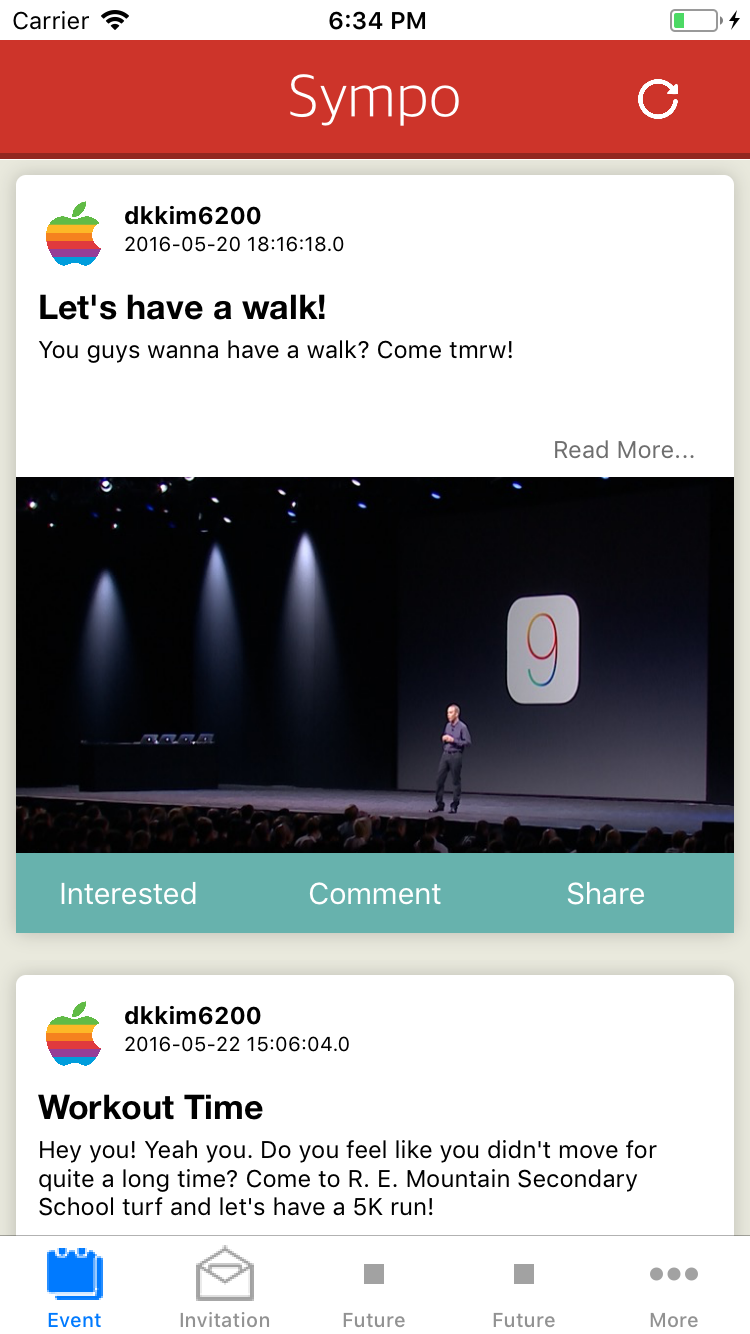 Carrier 6:34 PM
Sympo
dkkim6200
2016-05-20 18:16:18.0
Let's have a walk!
You guys wanna have a walk? Come tmrw!
Read More...
9
Interested Comment Share
dkkim6200
2016-05-22 15:06:04.0
Workout Time
Hey you! Yeah you. Do you feel like you didn't move for
quite a long time? Come to R. E. Mountain Secondary
School turf and let's have a 5K run!
Event Invitation Future Future More